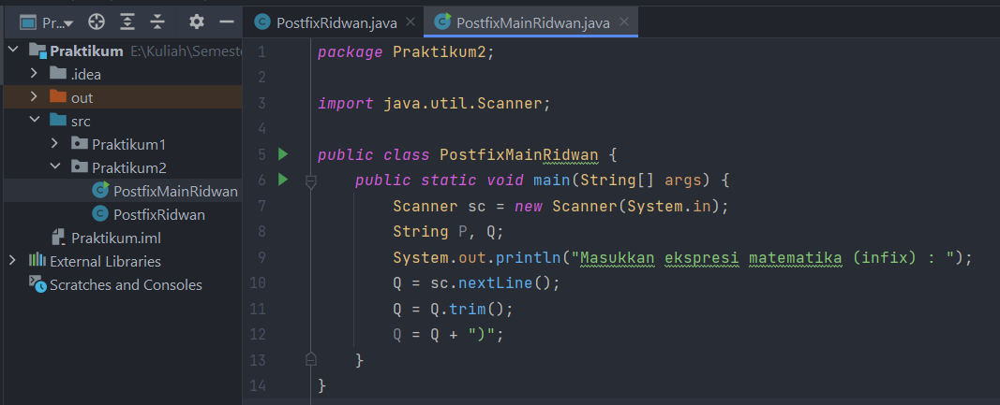 Pr...
PostfixRidwan.java
PostfixMainRidwan.java
Praktikum E:\Kuliah\Semeste
.idea
out
src
Praktikum1
Praktikum2
PostfixMainRidwan
PostfixRidwan
Praktikum.iml
External Libraries
Scratches and Consoles
1 package Praktikum2;
2
3 import java.util.Scanner;
4
5 public class PostfixMainRidwan {
6 public static void main(String[] args) {
7 Scanner sc = new Scanner(System.in);
8 String P, Q;
9 System.out.println("Masukkan ekspresi matematika (infix) : ");
10 Q = sc.nextLine();
11 Q = Q.trim();
12 Q = Q + ")";
13 }
14 }